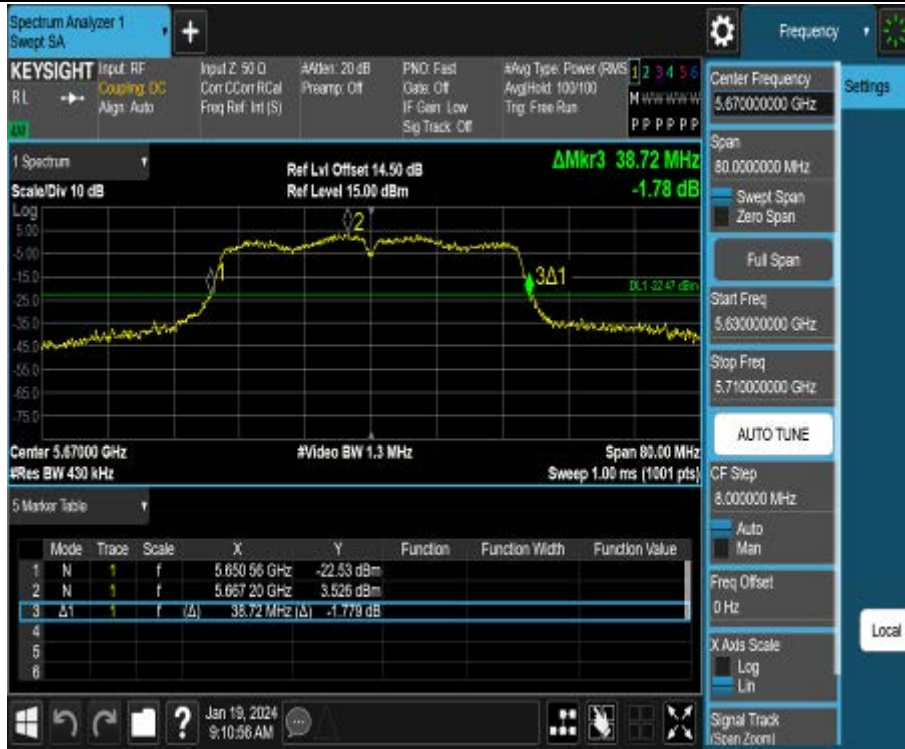 Spectrum Analyzer 1
Swept SA
+
Frequency
KEYSIGHT Input: RF Input Z: 50 Ω #Atten: 20 dB PNO: Fast #Avg Type: Power (RMS 1 2 3 4 5 6
RL Coupling: DC Corr CCorr RCal Preamp: Off Gate: Off Avg|Hold: 100/100 M W W W W W
Align: Auto Freq Ref: Int (S) IF Gain: Low Trig: Free Run
Sig Track: Off P P P P P P
1 Spectrum
Ref Lvl Offset 14.50 dB ΔMkr3 38.72 MHz
Scale/Div 10 dB Ref Level 15.00 dBm -1.78 dB
Log
5.00
-5.00
-15.0
-25.0
-35.0
-45.0
-55.0
-65.0
-75.0
1
2
3Δ1
DL1 -22.47 dBm
Center 5.67000 GHz #Video BW 1.3 MHz Span 80.00 MHz
#Res BW 430 kHz Sweep 1.00 ms (1001 pts)
5 Marker Table
Mode Trace Scale X Y Function Function Width Function Value
1 N 1 f 5.650 56 GHz -22.53 dBm
2 N 1 f 5.667 20 GHz 3.526 dBm
3 Δ1 1 f (Δ) 38.72 MHz (Δ) -1.779 dB
4
5
6
?
Jan 19, 2024
9:10:56 AM
Center Frequency
5.670000000 GHz
Settings
Span
80.0000000 MHz
Swept Span
Zero Span
Full Span
Start Freq
5.630000000 GHz
Stop Freq
5.710000000 GHz
AUTO TUNE
CF Step
8.000000 MHz
Auto
Man
Freq Offset
0 Hz
X Axis Scale
Log
Lin
Local
Signal Track
(Span Zoom)